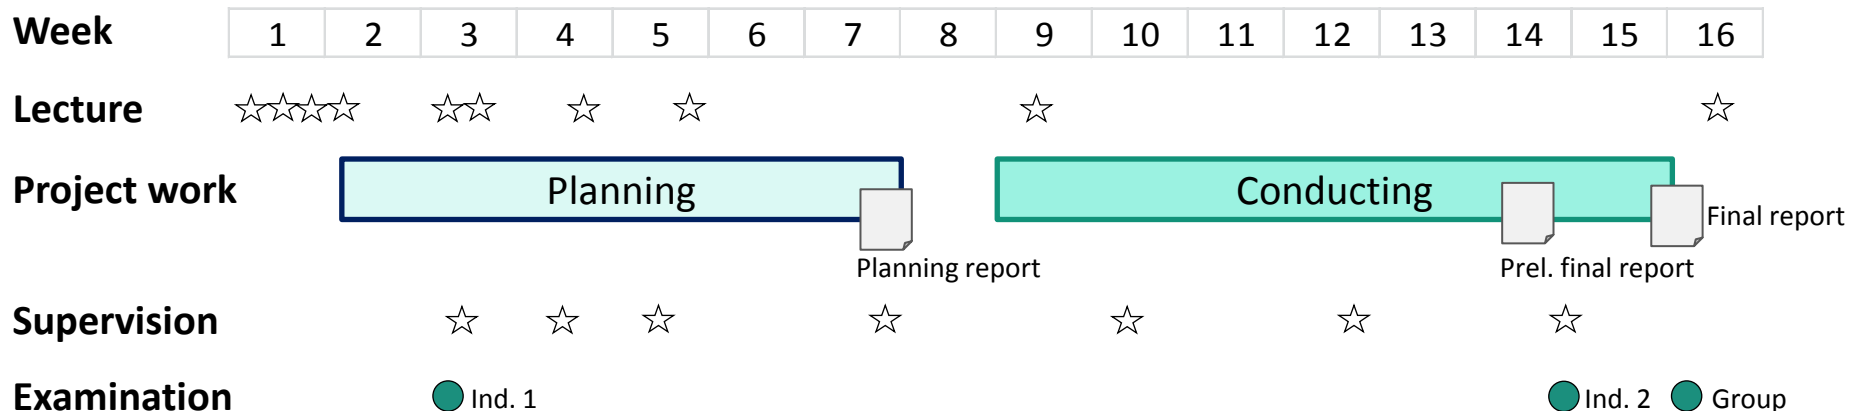 Week 1 2 3 4 5 6 7 8 9 10 11 12 13 14 15 16
Lecture
Project work Planning Conducting
Final report
Planning report Prel. final report
Supervision
Examination Ind. 1 Ind. 2 Group